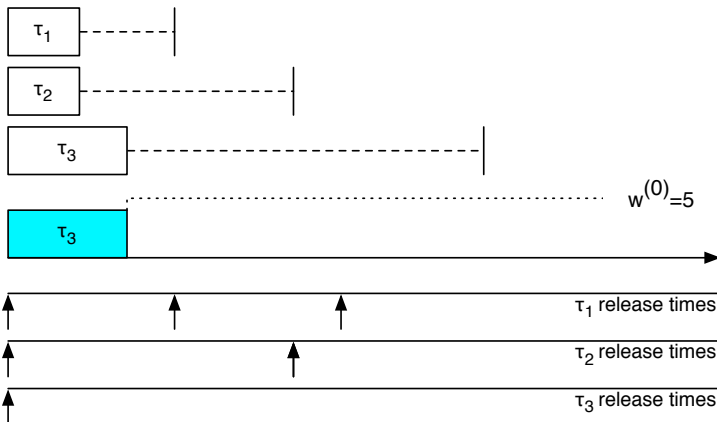 τ₁
τ₂
τ₃
w⁽⁰⁾=5
τ₃
τ₁ release times
τ₂ release times
τ₃ release times